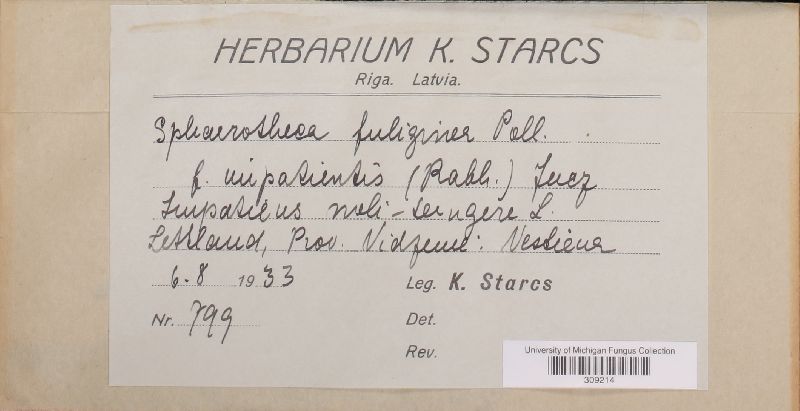 HERBARIUM K. STARCS
Riga. Latvia.
Sphaerotheca fuliginea Poll.
f. impatientis (Rabh.) Jacz
Impatiens noli-tangere L.
Lettland, Prov. Vidzeme: Vestiena
6.8 1933 Leg. K. Starcs
Nr. 799 Det.
Rev.
University of Michigan Fungus Collection
309214